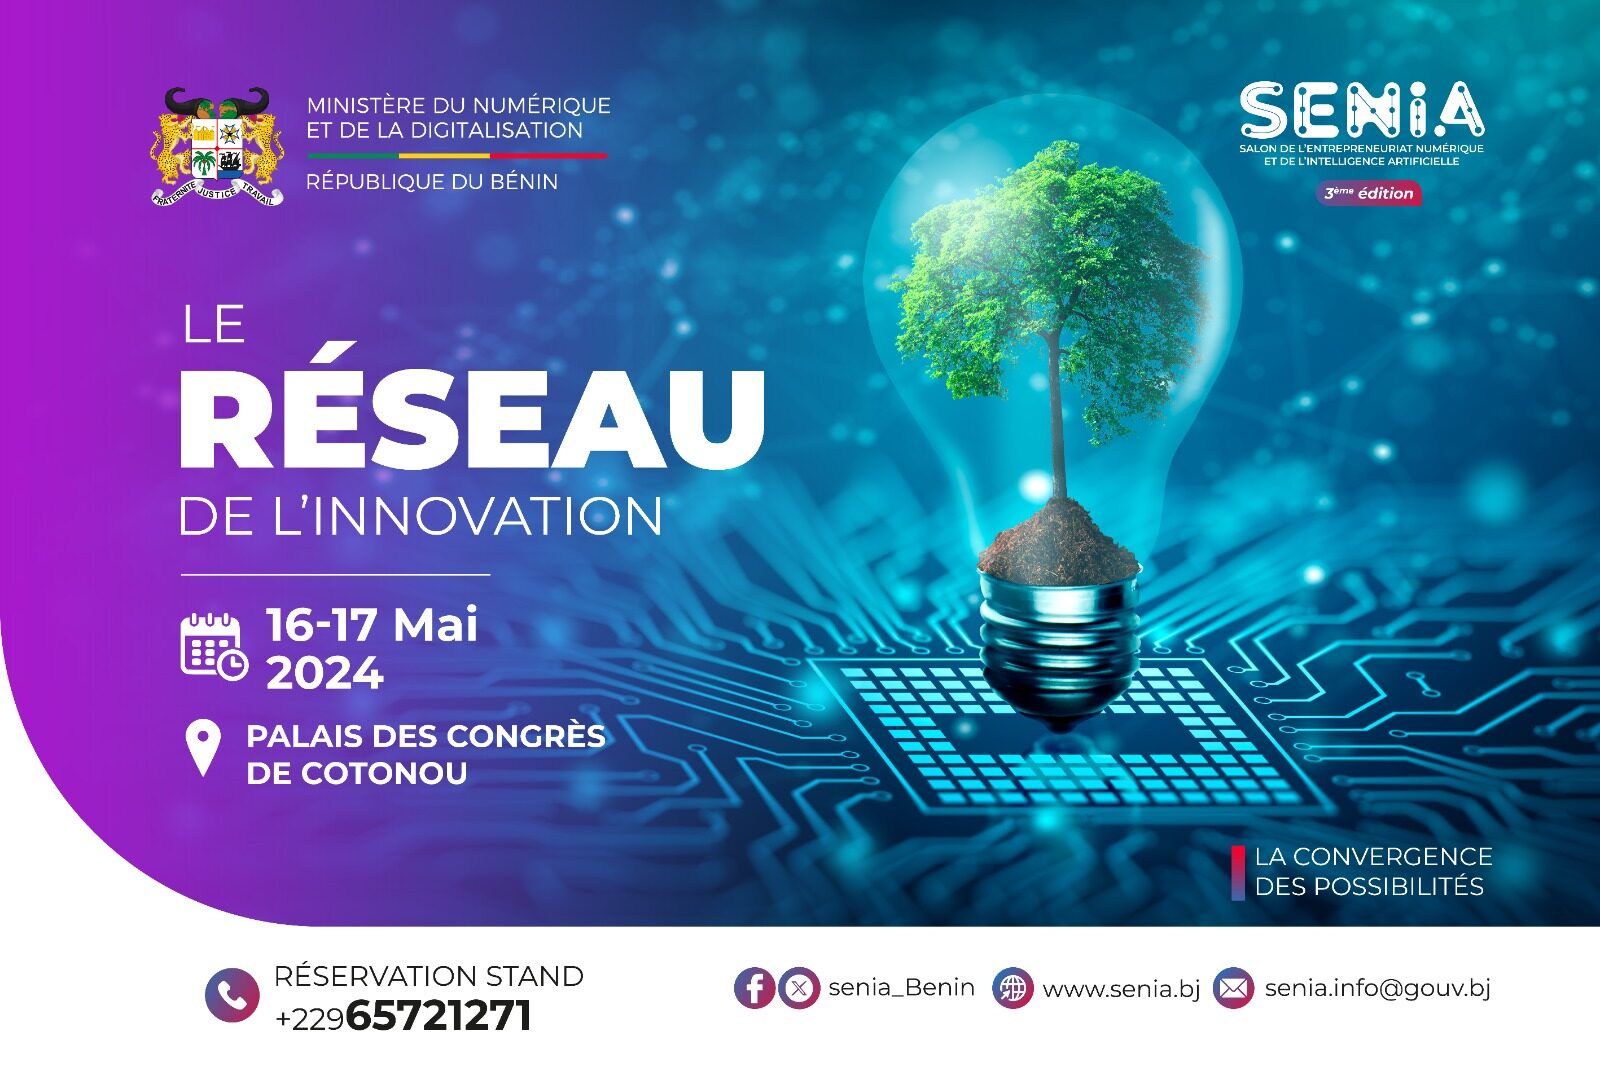 MINISTÈRE DU NUMÉRIQUE
ET DE LA DIGITALISATION
RÉPUBLIQUE DU BÉNIN
FRATERNITÉ JUSTICE TRAVAIL
SENiA
SALON DE L'ENTREPRENEURIAT NUMÉRIQUE
ET DE L'INTELLIGENCE ARTIFICIELLE
3ème édition
LE
RÉSEAU
DE L'INNOVATION
16-17 Mai
2024
PALAIS DES CONGRÈS
DE COTONOU
LA CONVERGENCE
DES POSSIBILITÉS
RÉSERVATION STAND
+22965721271
senia_Benin
www.senia.bj
senia.info@gouv.bj